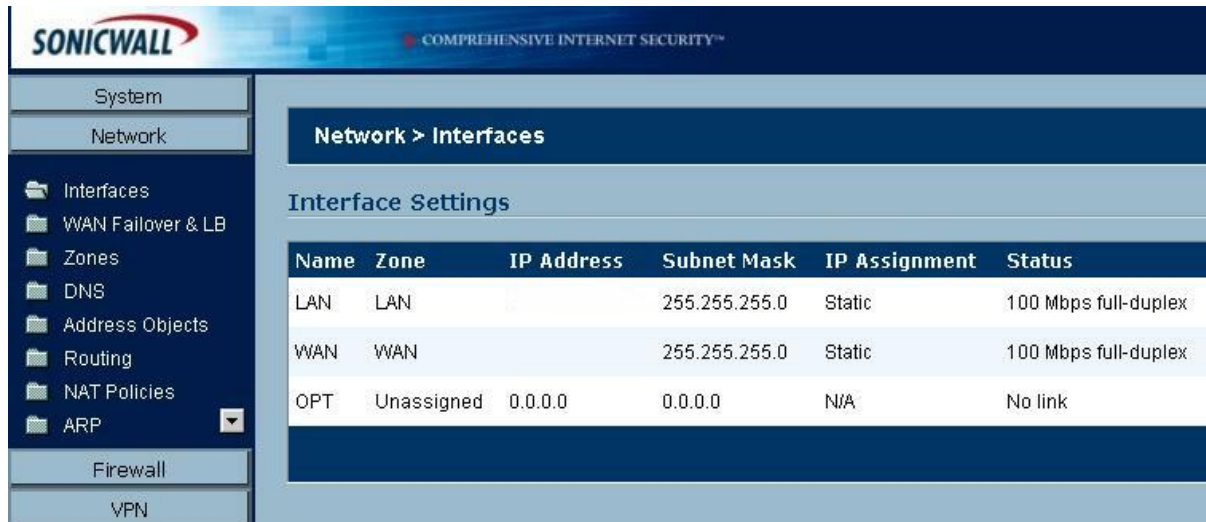 SONICWALL
COMPREHENSIVE INTERNET SECURITY™
System
Network
Interfaces
WAN Failover & LB
Zones
DNS
Address Objects
Routing
NAT Policies
ARP
Firewall
VPN
Network > Interfaces
Interface Settings
Name Zone IP Address Subnet Mask IP Assignment Status
LAN LAN 255.255.255.0 Static 100 Mbps full-duplex
WAN WAN 255.255.255.0 Static 100 Mbps full-duplex
OPT Unassigned 0.0.0.0 0.0.0.0 N/A No link